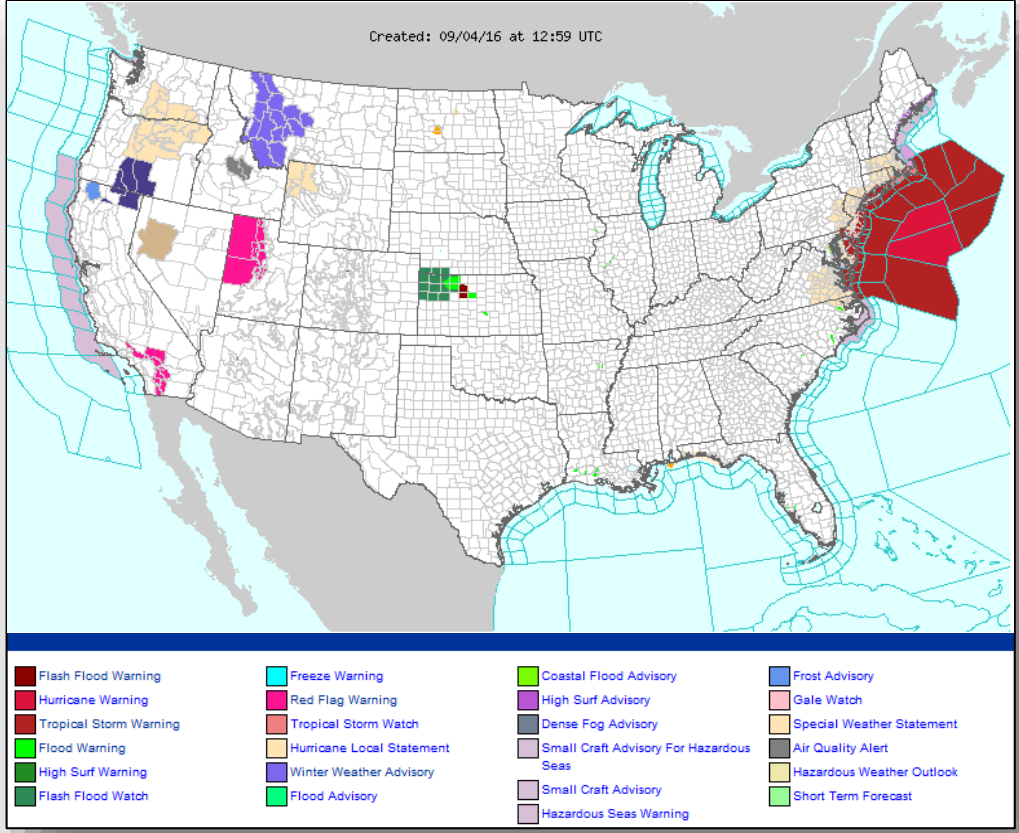 Created: 09/04/16 at 12:59 UTC
Flash Flood Warning
Hurricane Warning
Tropical Storm Warning
Flood Warning
High Surf Warning
Flash Flood Watch
Freeze Warning
Red Flag Warning
Tropical Storm Watch
Hurricane Local Statement
Winter Weather Advisory
Flood Advisory
Coastal Flood Advisory
High Surf Advisory
Dense Fog Advisory
Small Craft Advisory For Hazardous
Seas
Small Craft Advisory
Hazardous Seas Warning
Frost Advisory
Gale Watch
Special Weather Statement
Air Quality Alert
Hazardous Weather Outlook
Short Term Forecast